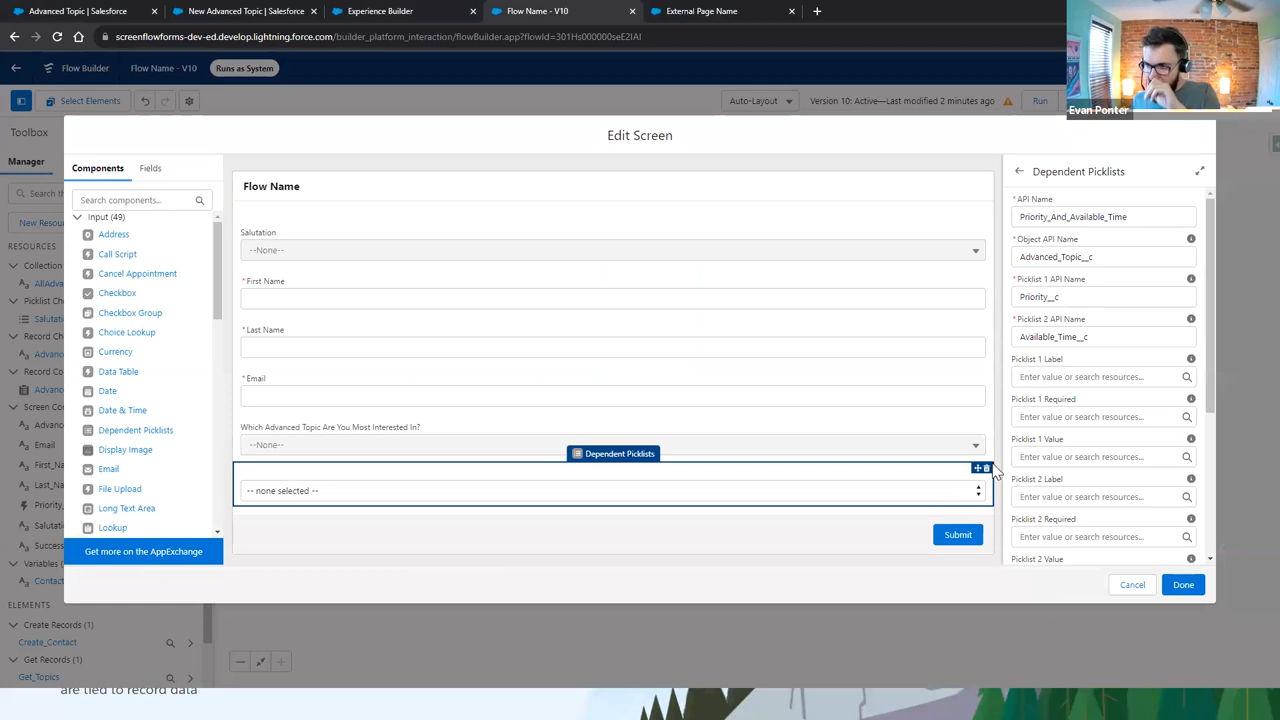 Advanced Topic | Salesforce
New Advanced Topic | Salesforce
Experience Builder
Flow Name - V10
External Page Name
screenflowforms-dev-ed.develop.lightning.force.com/builder_platform_interaction/flowBuilder.app?flowId=301Hs000000seE2IAI
Flow Builder
Flow Name - V10
Runs as System
Evan Ponter
Select Elements
Auto-Layout
Version 10: Active—Last modified 2 minutes ago
Run
Toolbox
Manager
Search th
New Resour
RESOURCES
Collection
AllAdva
Picklist Ch
Salutati
Record Ch
Advanc
Record Co
Advanc
Screen Co
Advanc
Email
First_Na
Last_Na
Priority_
Salutati
Success
Variables (
Contact
ELEMENTS
Create Records (1)
Create_Contact
Get Records (1)
Get_Topics
are tied to record data
Edit Screen
Components
Fields
Search components...
Input (49)
Address
Call Script
Cancel Appointment
Checkbox
Checkbox Group
Choice Lookup
Currency
Data Table
Date
Date & Time
Dependent Picklists
Display Image
Email
File Upload
Long Text Area
Lookup
Get more on the AppExchange
Flow Name
Salutation
--None--
* First Name
* Last Name
* Email
Which Advanced Topic Are You Most Interested In?
--None--
Dependent Picklists
-- none selected --
Submit
Dependent Picklists
* API Name
Priority_And_Available_Time
* Object API Name
Advanced_Topic__c
* Picklist 1 API Name
Priority__c
* Picklist 2 API Name
Available_Time__c
Picklist 1 Label
Enter value or search resources...
Picklist 1 Required
Enter value or search resources...
Picklist 1 Value
Enter value or search resources...
Picklist 2 Label
Enter value or search resources...
Picklist 2 Required
Enter value or search resources...
Picklist 2 Value
Cancel
Done